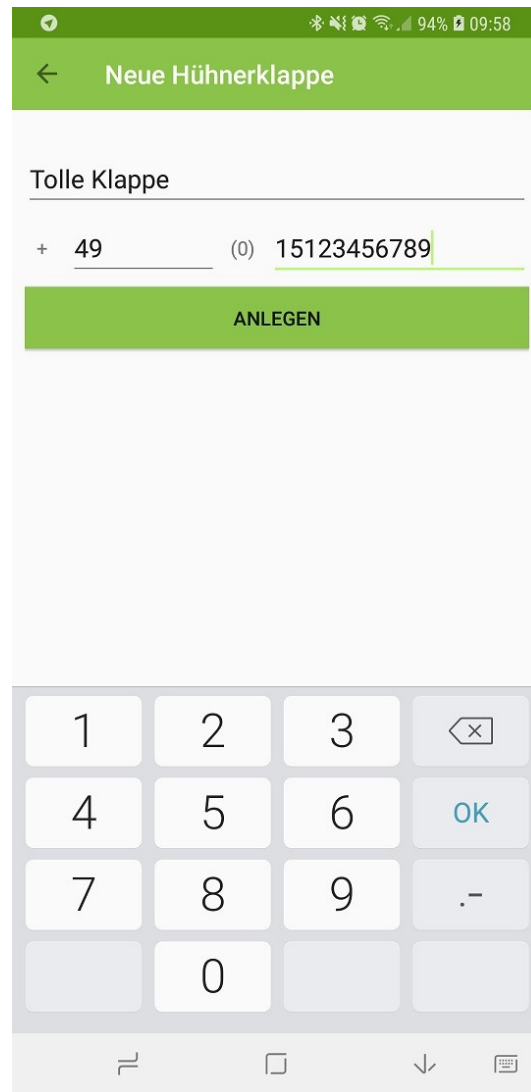 94% 09:58
Neue Hühnerklappe
Tolle Klappe
+ 49 (0) 15123456789
ANLEGEN
1 2 3
4 5 6 OK
7 8 9 .-
0